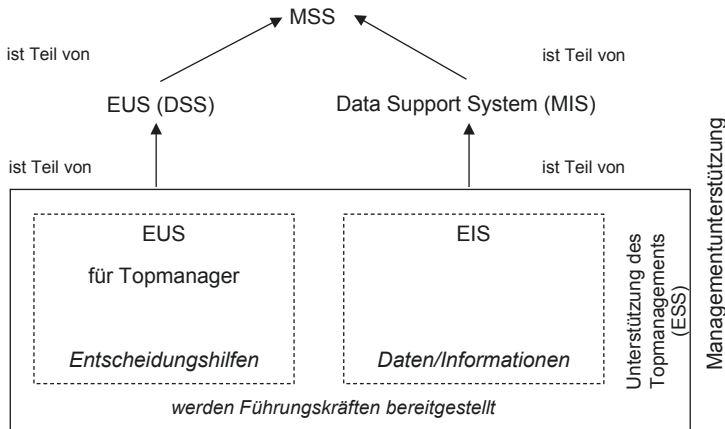 MSS
ist Teil von
ist Teil von
EUS (DSS)
Data Support System (MIS)
ist Teil von
ist Teil von
EUS
für Topmanager
Entscheidungshilfen
EIS
Daten/Informationen
werden Führungskräften bereitgestellt
Unterstützung des
Topmanagements
(ESS)
Managementunterstützung